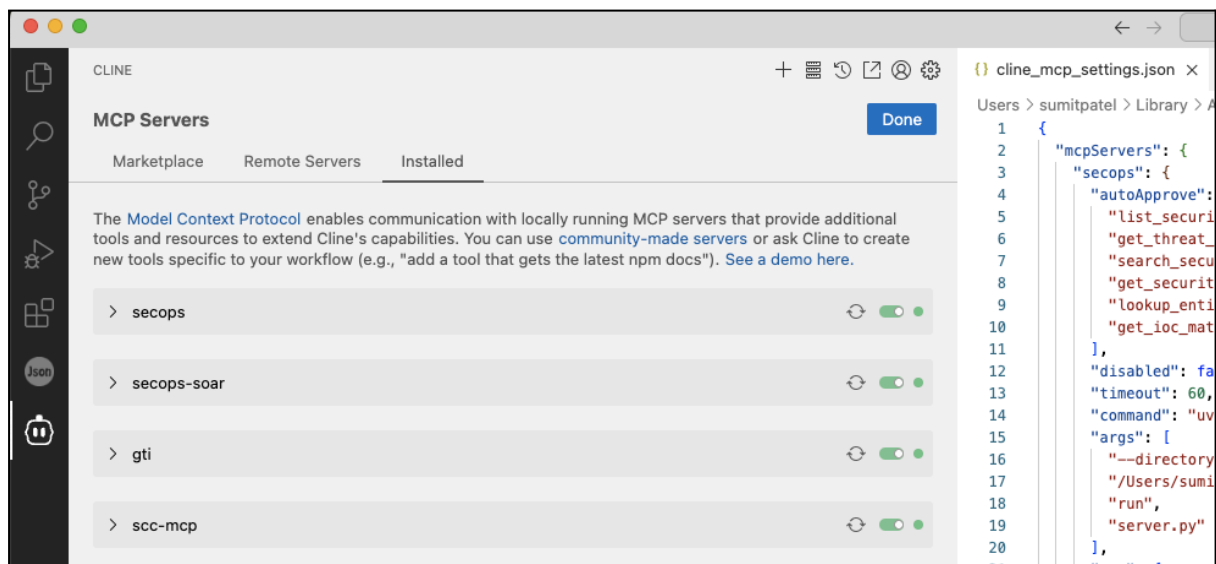 CLINE
MCP Servers
Done
Marketplace Remote Servers Installed
The Model Context Protocol enables communication with locally running MCP servers that provide additional
tools and resources to extend Cline's capabilities. You can use community-made servers or ask Cline to create
new tools specific to your workflow (e.g., "add a tool that gets the latest npm docs"). See a demo here.
secops
secops-soar
gti
scc-mcp
Json
{} cline_mcp_settings.json ×
Users > sumitpatel > Library > A
1 {
2 "mcpServers": {
3 "secops": {
4 "autoApprove":
5 "list_securi
6 "get_threat_
7 "search_secu
8 "get_securit
9 "lookup_enti
10 "get_ioc_mat
11 ],
12 "disabled": fa
13 "timeout": 60,
14 "command": "uv
15 "args": [
16 "--directory
17 "/Users/sumi
18 "run",
19 "server.py"
20 ],